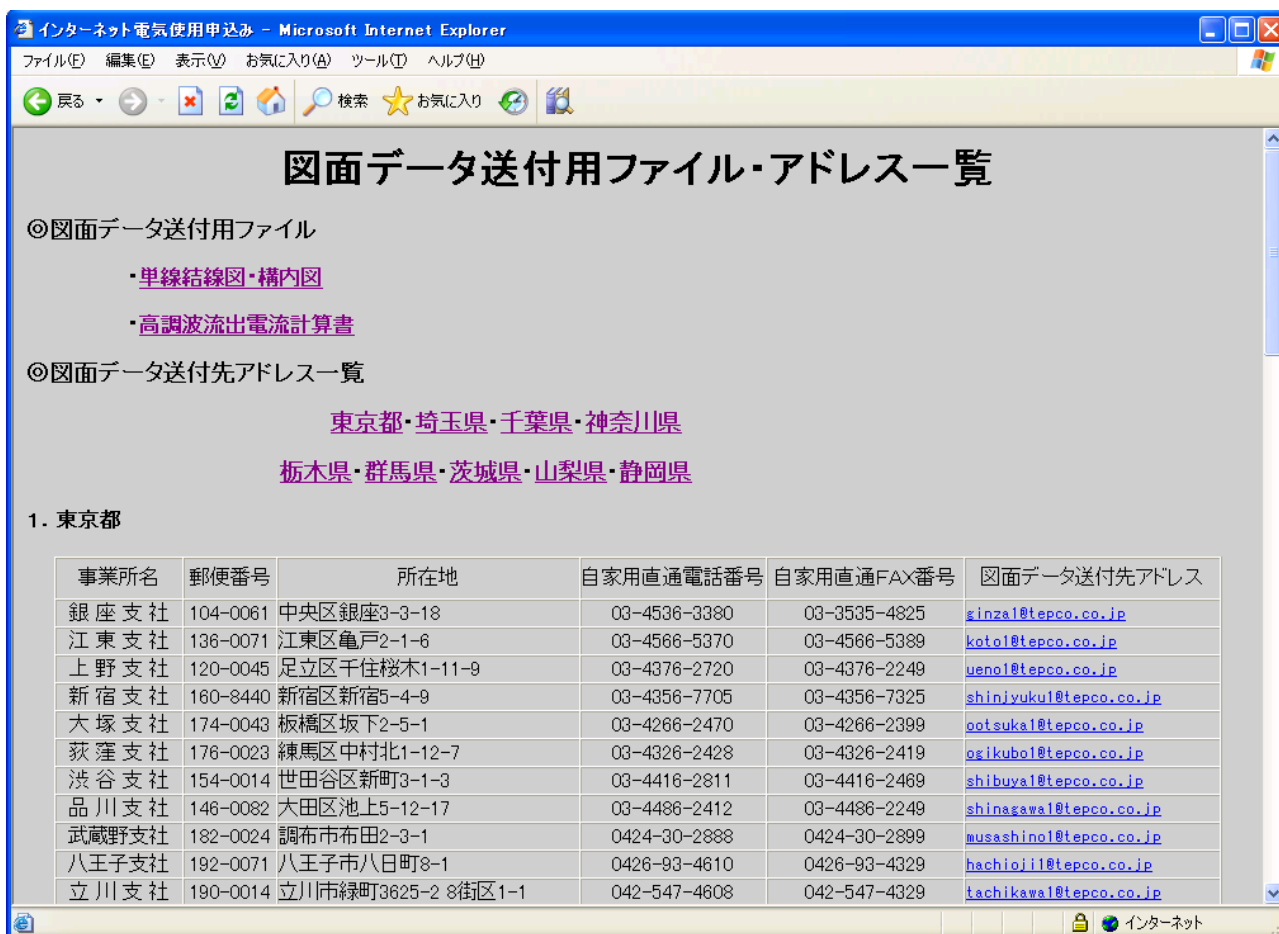 インターネット電気使用申込み - Microsoft Internet Explorer
ファイル(F) 編集(E) 表示(V) お気に入り(A) ツール(T) ヘルプ(H)
戻る 検索 お気に入り
図面データ送付用ファイル・アドレス一覧
◎図面データ送付用ファイル
・単線結線図・構内図
・高調波流出電流計算書
◎図面データ送付先アドレス一覧
東京都・埼玉県・千葉県・神奈川県
栃木県・群馬県・茨城県・山梨県・静岡県
1. 東京都
事業所名 郵便番号 所在地 自家用直通電話番号 自家用直通FAX番号 図面データ送付先アドレス
銀座支社 104-0061 中央区銀座3-3-18 03-4536-3380 03-3535-4825 ginza1@tepco.co.jp
江東支社 136-0071 江東区亀戸2-1-6 03-4566-5370 03-4566-5389 koto1@tepco.co.jp
上野支社 120-0045 足立区千住桜木1-11-9 03-4376-2720 03-4376-2249 ueno1@tepco.co.jp
新宿支社 160-8440 新宿区新宿5-4-9 03-4356-7705 03-4356-7325 shinjyuku1@tepco.co.jp
大塚支社 174-0043 板橋区坂下2-5-1 03-4266-2470 03-4266-2399 ootsuka1@tepco.co.jp
荻窪支社 176-0023 練馬区中村北1-12-7 03-4326-2428 03-4326-2419 ogikubo1@tepco.co.jp
渋谷支社 154-0014 世田谷区新町3-1-3 03-4416-2811 03-4416-2469 shibuya1@tepco.co.jp
品川支社 146-0082 大田区池上5-12-17 03-4486-2412 03-4486-2249 shinagawa1@tepco.co.jp
武蔵野支社 182-0024 調布市布田2-3-1 0424-30-2888 0424-30-2899 musashino1@tepco.co.jp
八王子支社 192-0071 八王子市八日町8-1 0426-93-4610 0426-93-4329 hachioji1@tepco.co.jp
立川支社 190-0014 立川市緑町3625-2 8街区1-1 042-547-4608 042-547-4329 tachikawa1@tepco.co.jp
インターネット